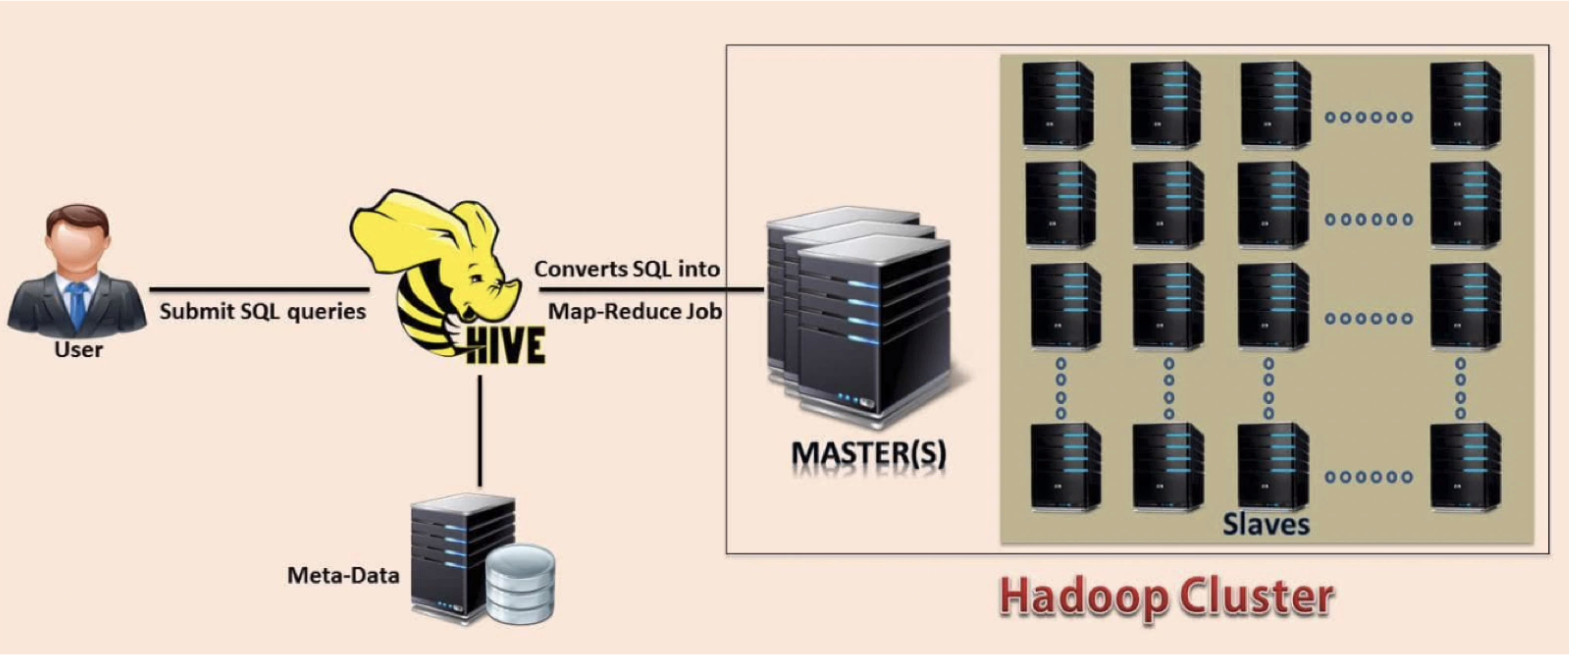 User
Submit SQL queries
HIVE
Converts SQL into
Map-Reduce Job
Meta-Data
MASTER(S)
Slaves
Hadoop Cluster